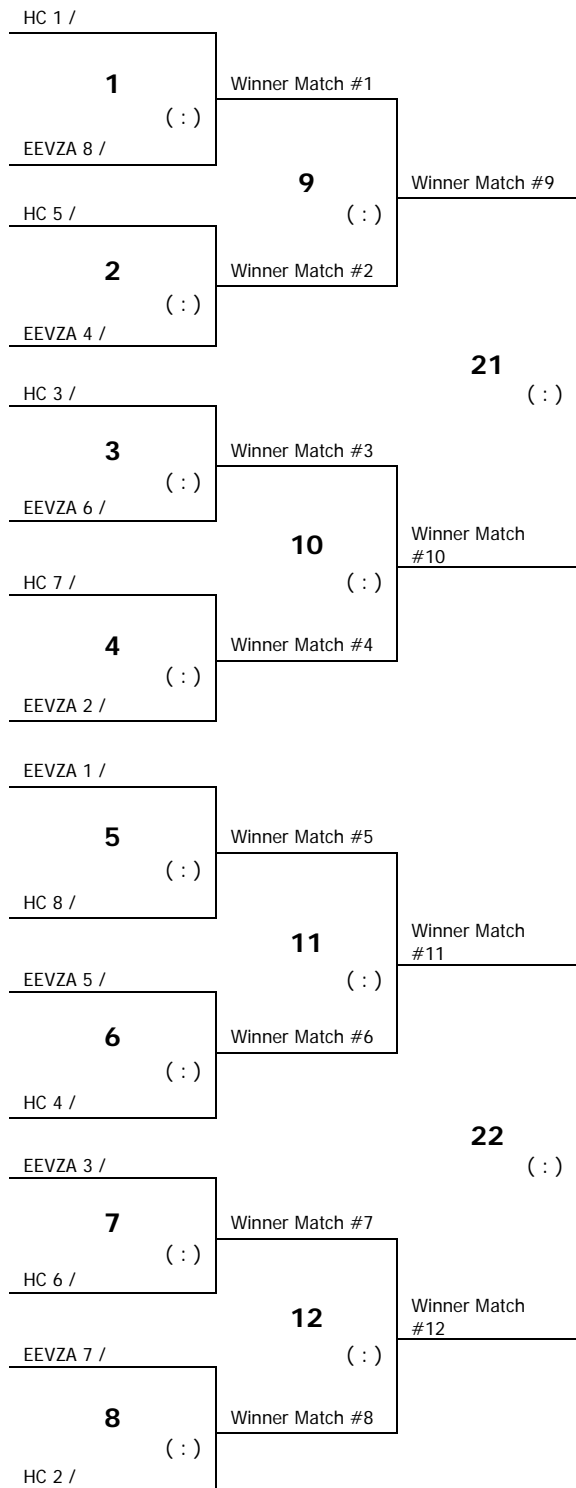 HC 1 /
1
Winner Match #1
( : )
EEVZA 8 /
9
Winner Match #9
( : )
HC 5 /
2
Winner Match #2
( : )
EEVZA 4 /
21
( : )
HC 3 /
3
Winner Match #3
( : )
EEVZA 6 /
10
Winner Match
#10
( : )
HC 7 /
4
Winner Match #4
( : )
EEVZA 2 /
EEVZA 1 /
5
Winner Match #5
( : )
HC 8 /
11
Winner Match
#11
( : )
EEVZA 5 /
6
Winner Match #6
( : )
HC 4 /
22
( : )
EEVZA 3 /
7
Winner Match #7
( : )
HC 6 /
12
Winner Match
#12
( : )
EEVZA 7 /
8
Winner Match #8
( : )
HC 2 /